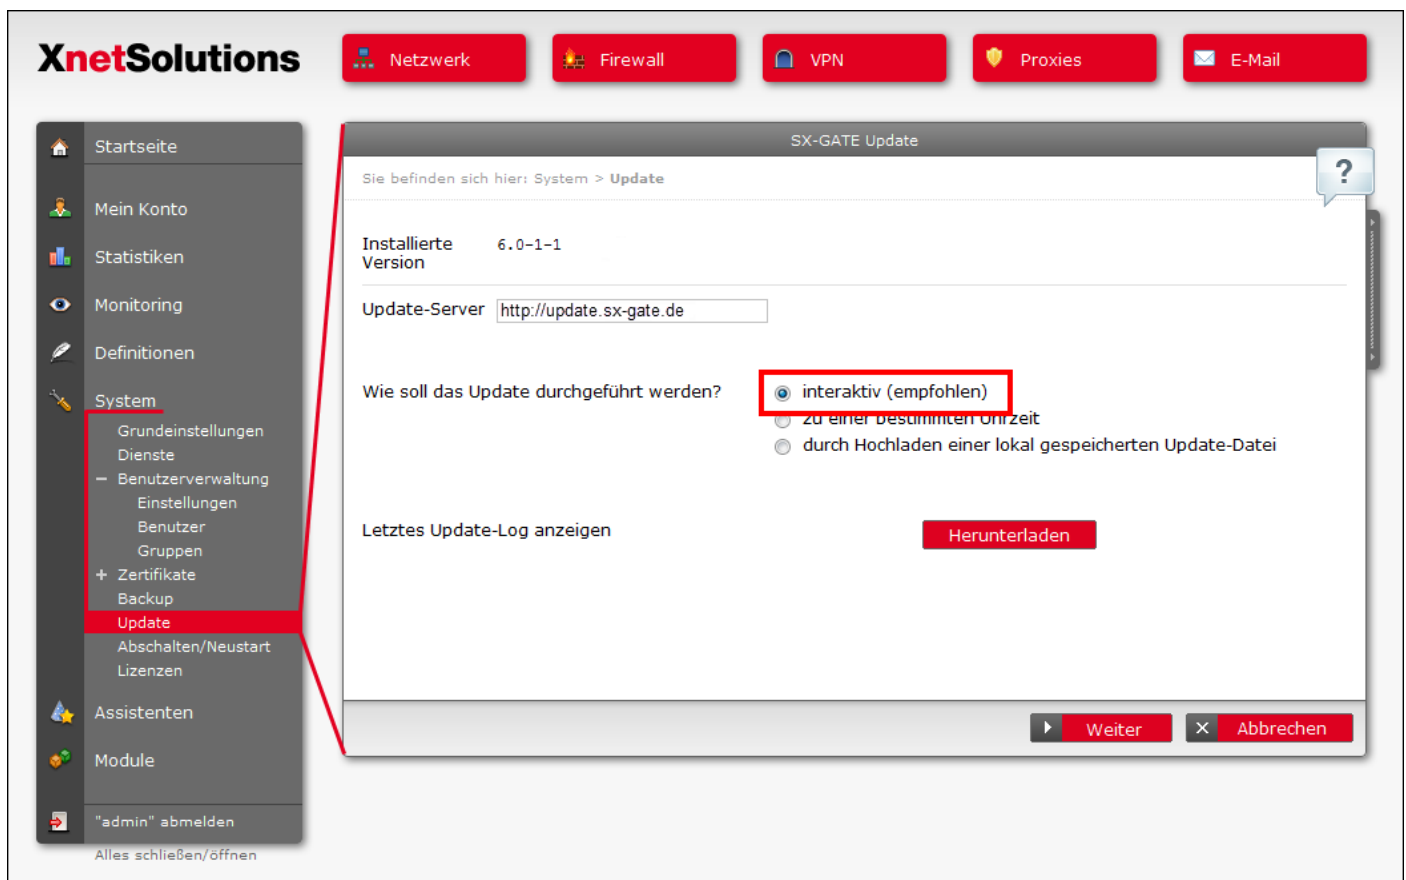 XnetSolutions
Netzwerk
Firewall
VPN
Proxies
E-Mail
Startseite
Mein Konto
Statistiken
Monitoring
Definitionen
System
Grundeinstellungen
Dienste
− Benutzerverwaltung
Einstellungen
Benutzer
Gruppen
+ Zertifikate
Backup
Update
Abschalten/Neustart
Lizenzen
Assistenten
Module
"admin" abmelden
Alles schließen/öffnen
SX-GATE Update
?
Sie befinden sich hier: System > Update
Installierte 6.0-1-1
Version
Update-Server http://update.sx-gate.de
Wie soll das Update durchgeführt werden? interaktiv (empfohlen)
zu einer bestimmten Uhrzeit
durch Hochladen einer lokal gespeicherten Update-Datei
Letztes Update-Log anzeigen Herunterladen
Weiter
Abbrechen